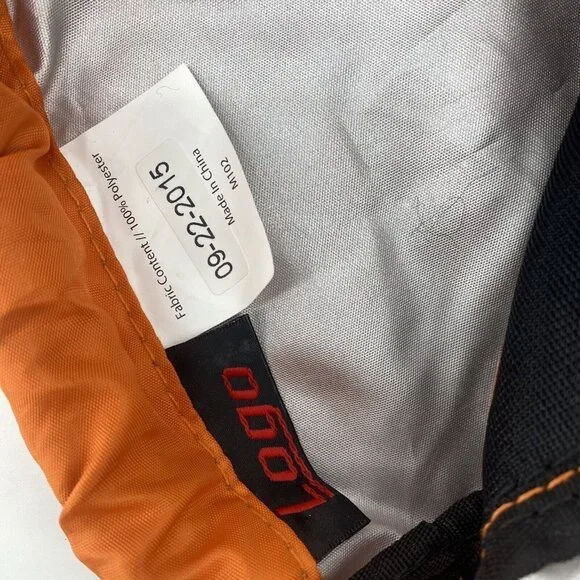 Fabric Content // 100% Polyester
09-22-2015
Made In China
M102
Logo